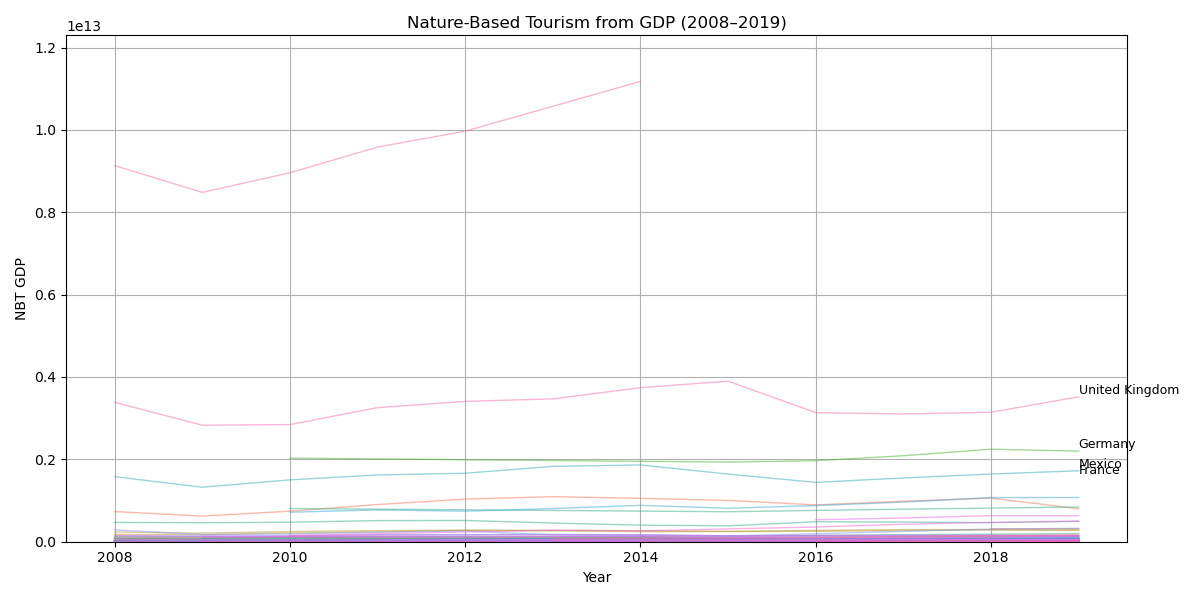 Nature-Based Tourism from GDP (2008–2019)
1e13
1.2
1.0
0.8
0.6
0.4
0.2
0.0
NBT GDP
United Kingdom
Germany
Mexico
France
2008
2010
2012
2014
2016
2018
Year